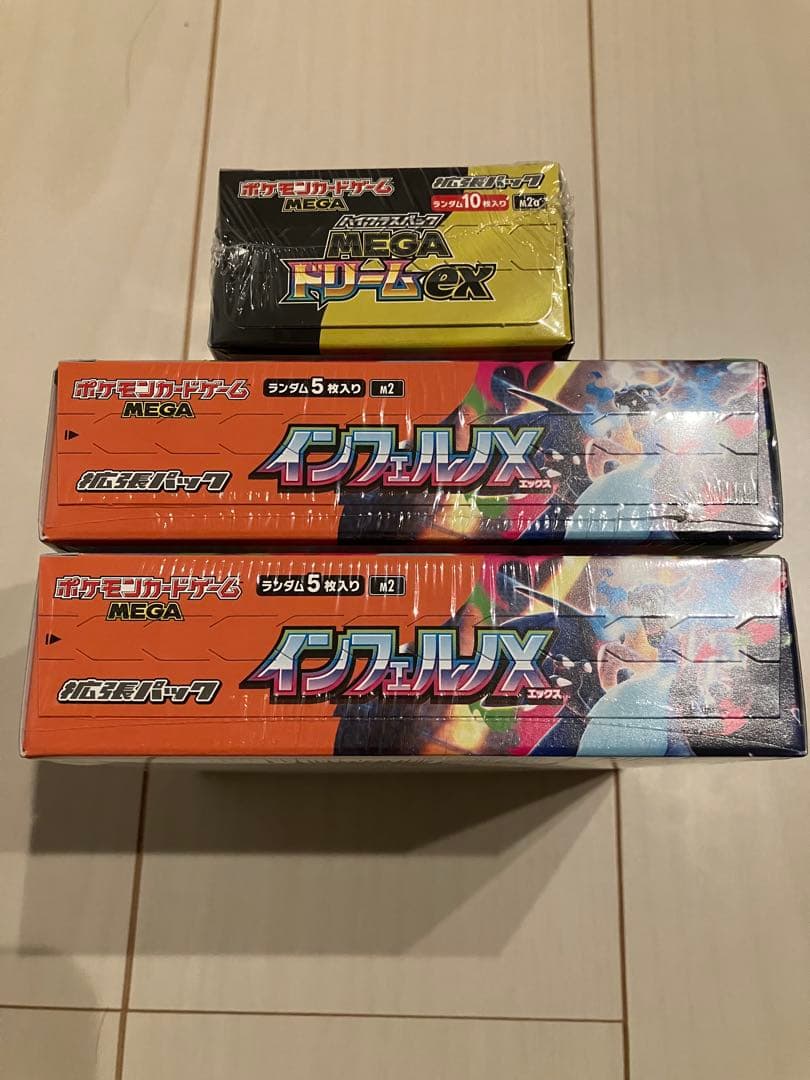 ポケモンカードゲーム
MEGA
拡張パック
ランダム10枚入り M2a
ハイクラスパック
MEGA
ドリームex
ポケモンカードゲーム
MEGA
ランダム5枚入り M2
インフェルノX
エックス
拡張パック
ポケモンカードゲーム
MEGA
ランダム5枚入り M2
インフェルノX
エックス
拡張パック